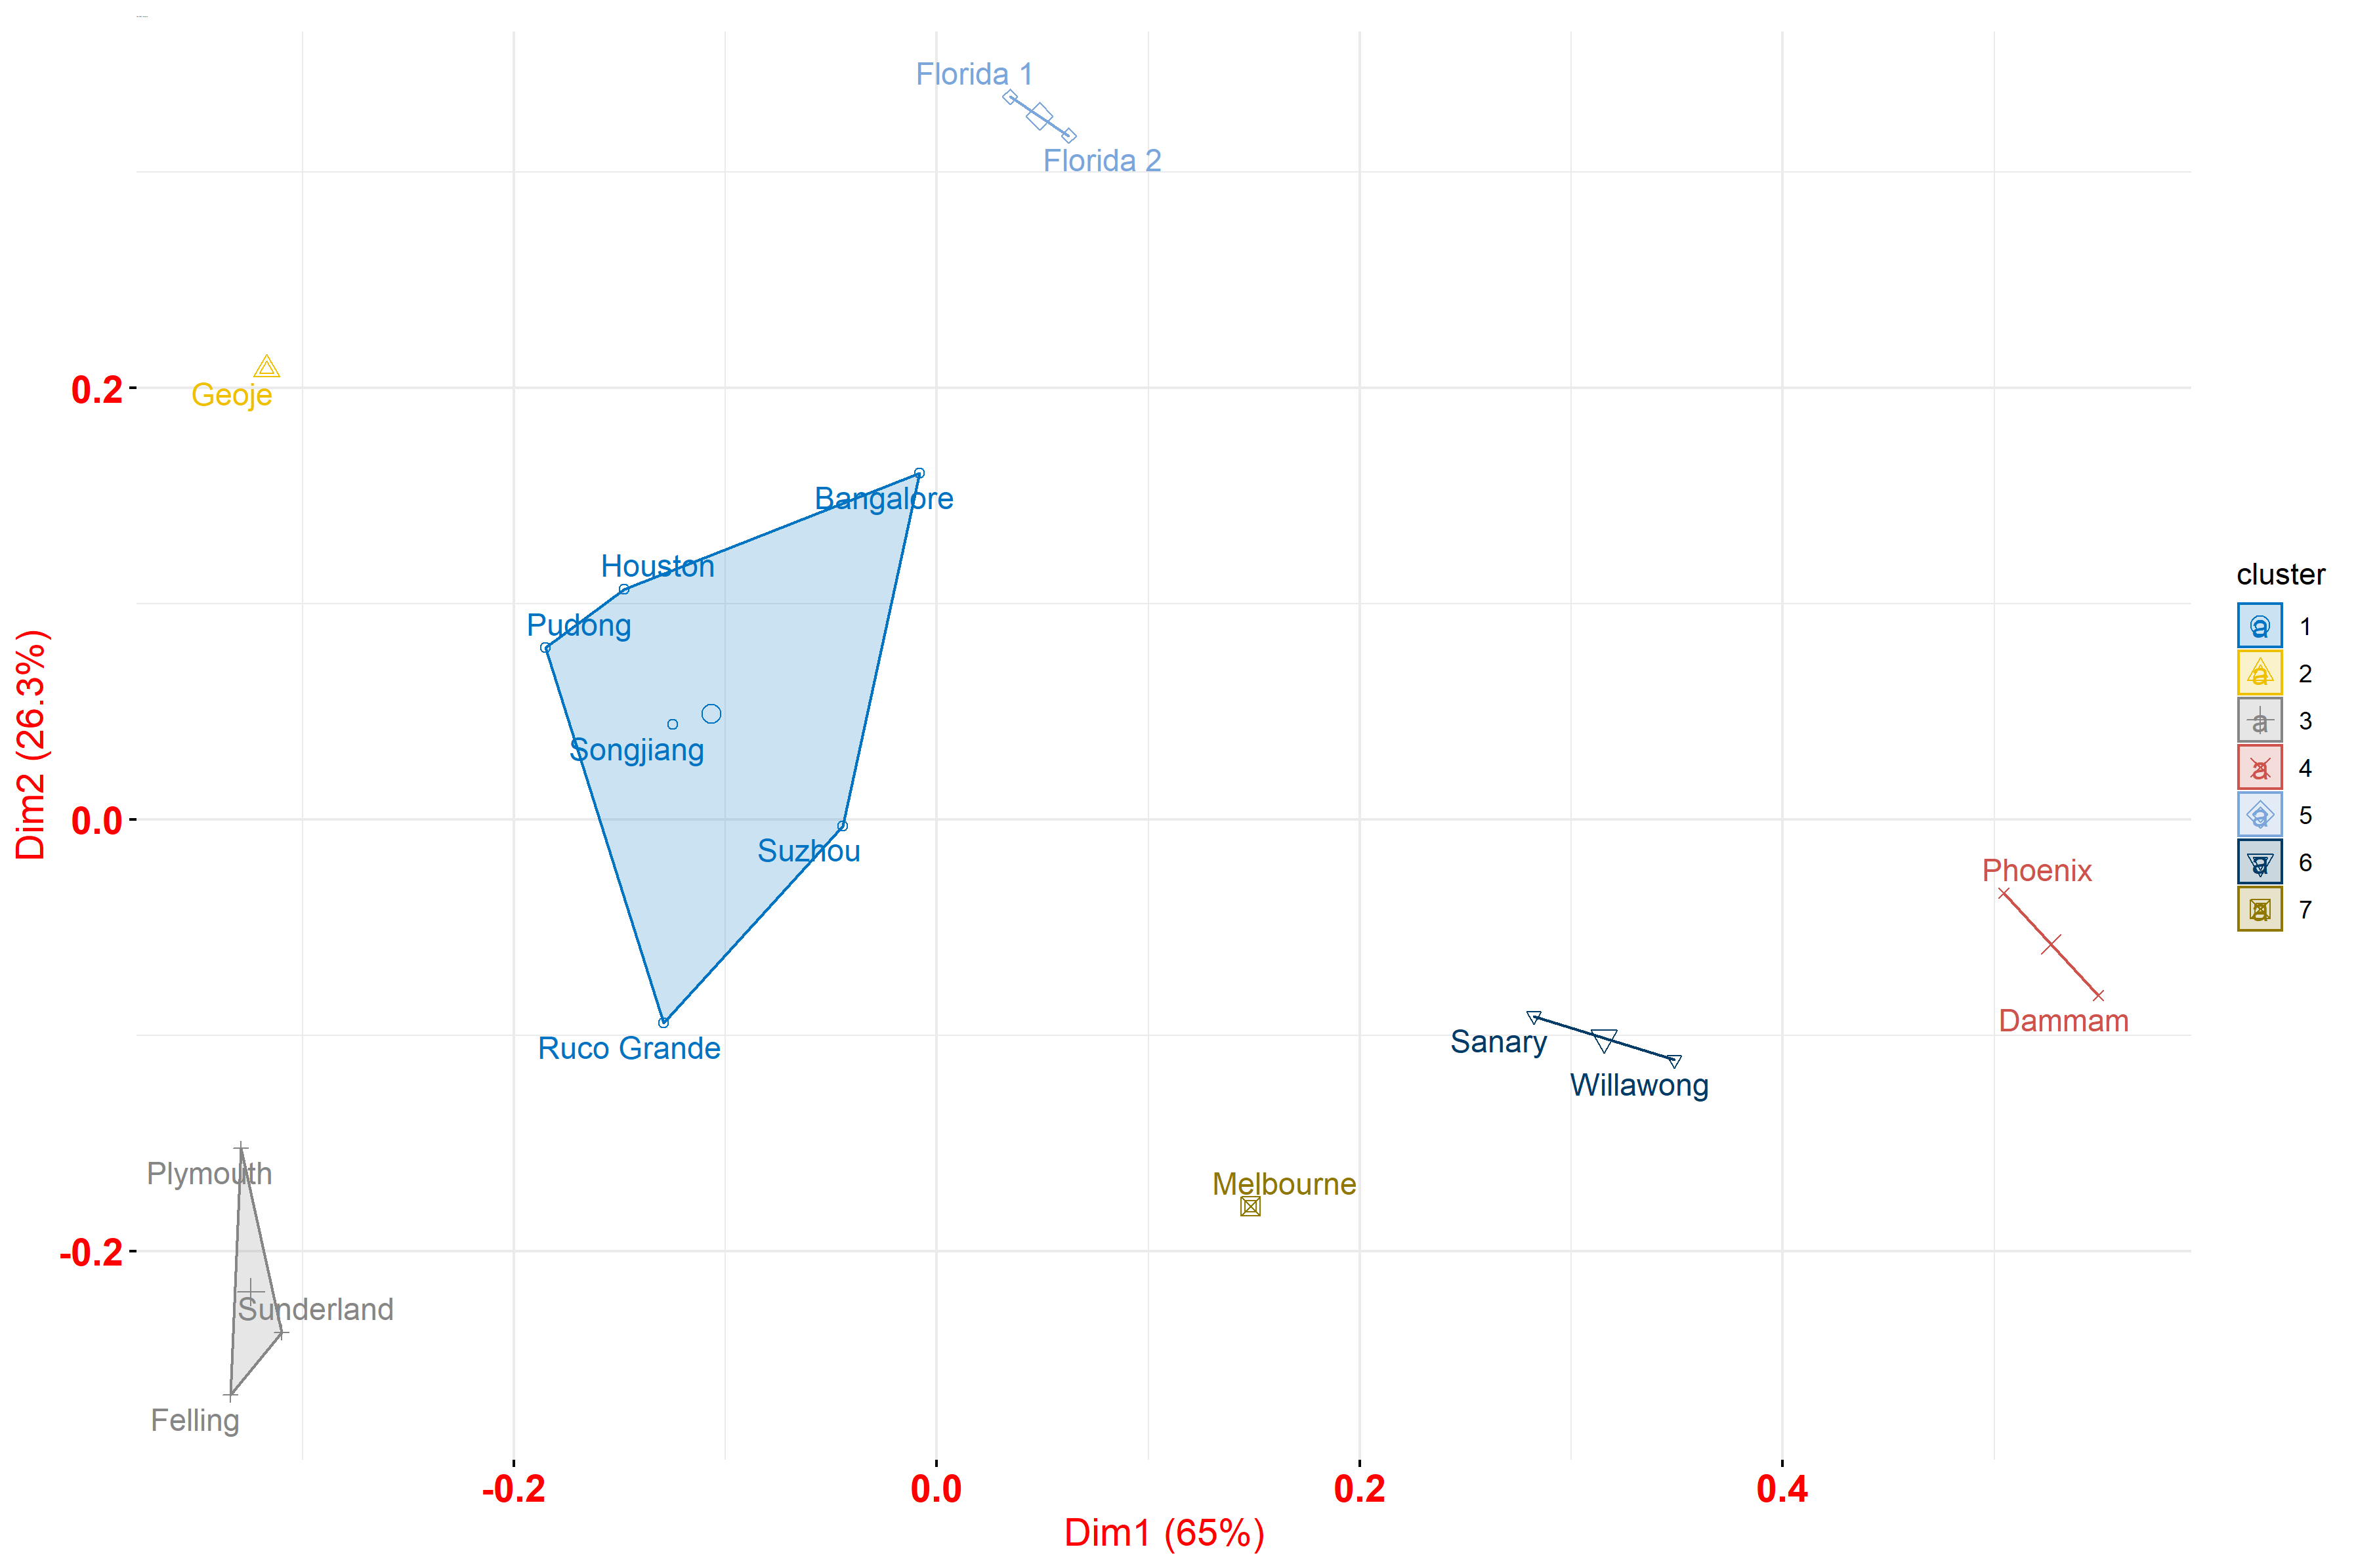 Florida 1
Florida 2
Geoje
0.2
Bangalore
Houston
Pudong
Songjiang
0.0
Suzhou
Phoenix
Dammam
Ruco Grande
Sanary
Willawong
Plymouth
Melbourne
-0.2
Sunderland
Felling
Dim2 (26.3%)
-0.2
0.0
0.2
0.4
Dim1 (65%)
cluster
a 1
a 2
a 3
a 4
a 5
a 6
a 7